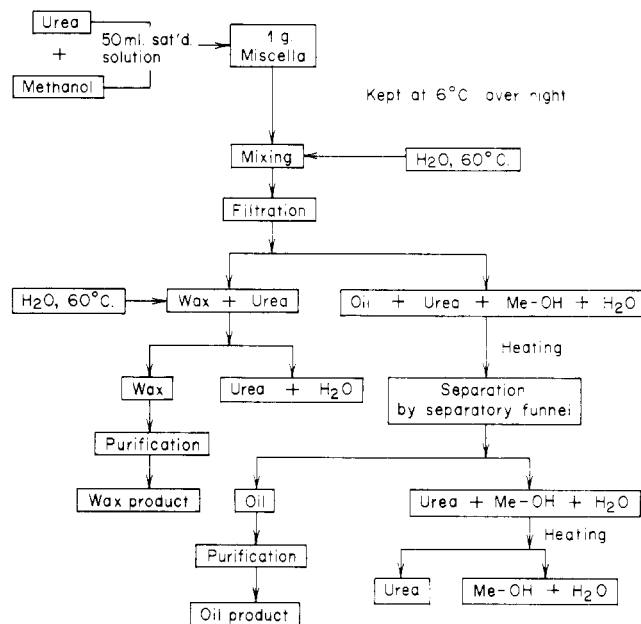 Urea
+
Methanol
50ml. sat'd.
solution
1 g.
Miscella
Kept at 6°C over night
Mixing
H2O, 60°C.
Filtration
H2O, 60°C.
Wax + Urea
Oil + Urea + Me-OH + H2O
Heating
Wax
Urea + H2O
Separation
by separatory funnel
Purification
Wax product
Oil
Urea + Me-OH + H2O
Heating
Purification
Urea
Me-OH + H2O
Oil product